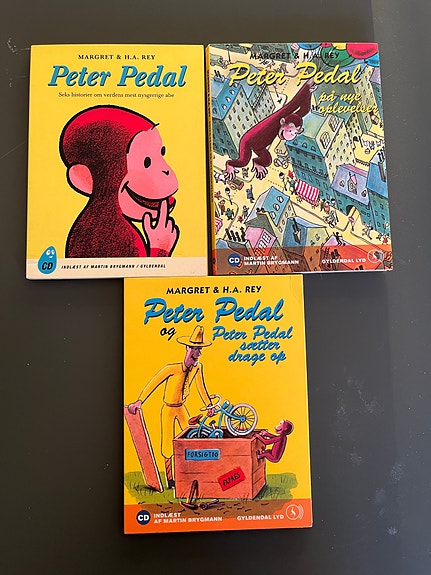 MARGRET & H.A. REY
Peter Pedal
Seks historier om verdens mest nysgerrige abe
CD
INDLÆST AF MARTIN BRYGMANN / GYLDENDAL
MARGRET & H.A. REY
Peter Pedal
på nye
oplevelser
CD
INDLÆST AF
MARTIN BRYGMANN
GYLDENDAL LYD
MARGRET & H.A. REY
Peter Pedal
og
Peter Pedal
sætter
drage op
FORSIGTIG
CD
INDLÆST
AF MARTIN BRYGMANN
GYLDENDAL LYD